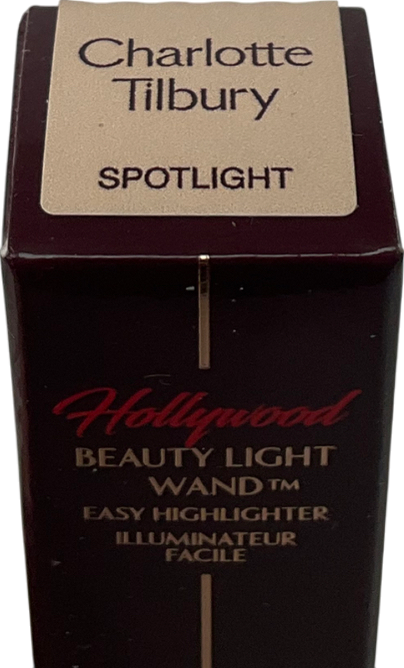 Charlotte
Tilbury
SPOTLIGHT
Hollywood
BEAUTY LIGHT
WAND™
EASY HIGHLIGHTER
ILLUMINATEUR
FACILE